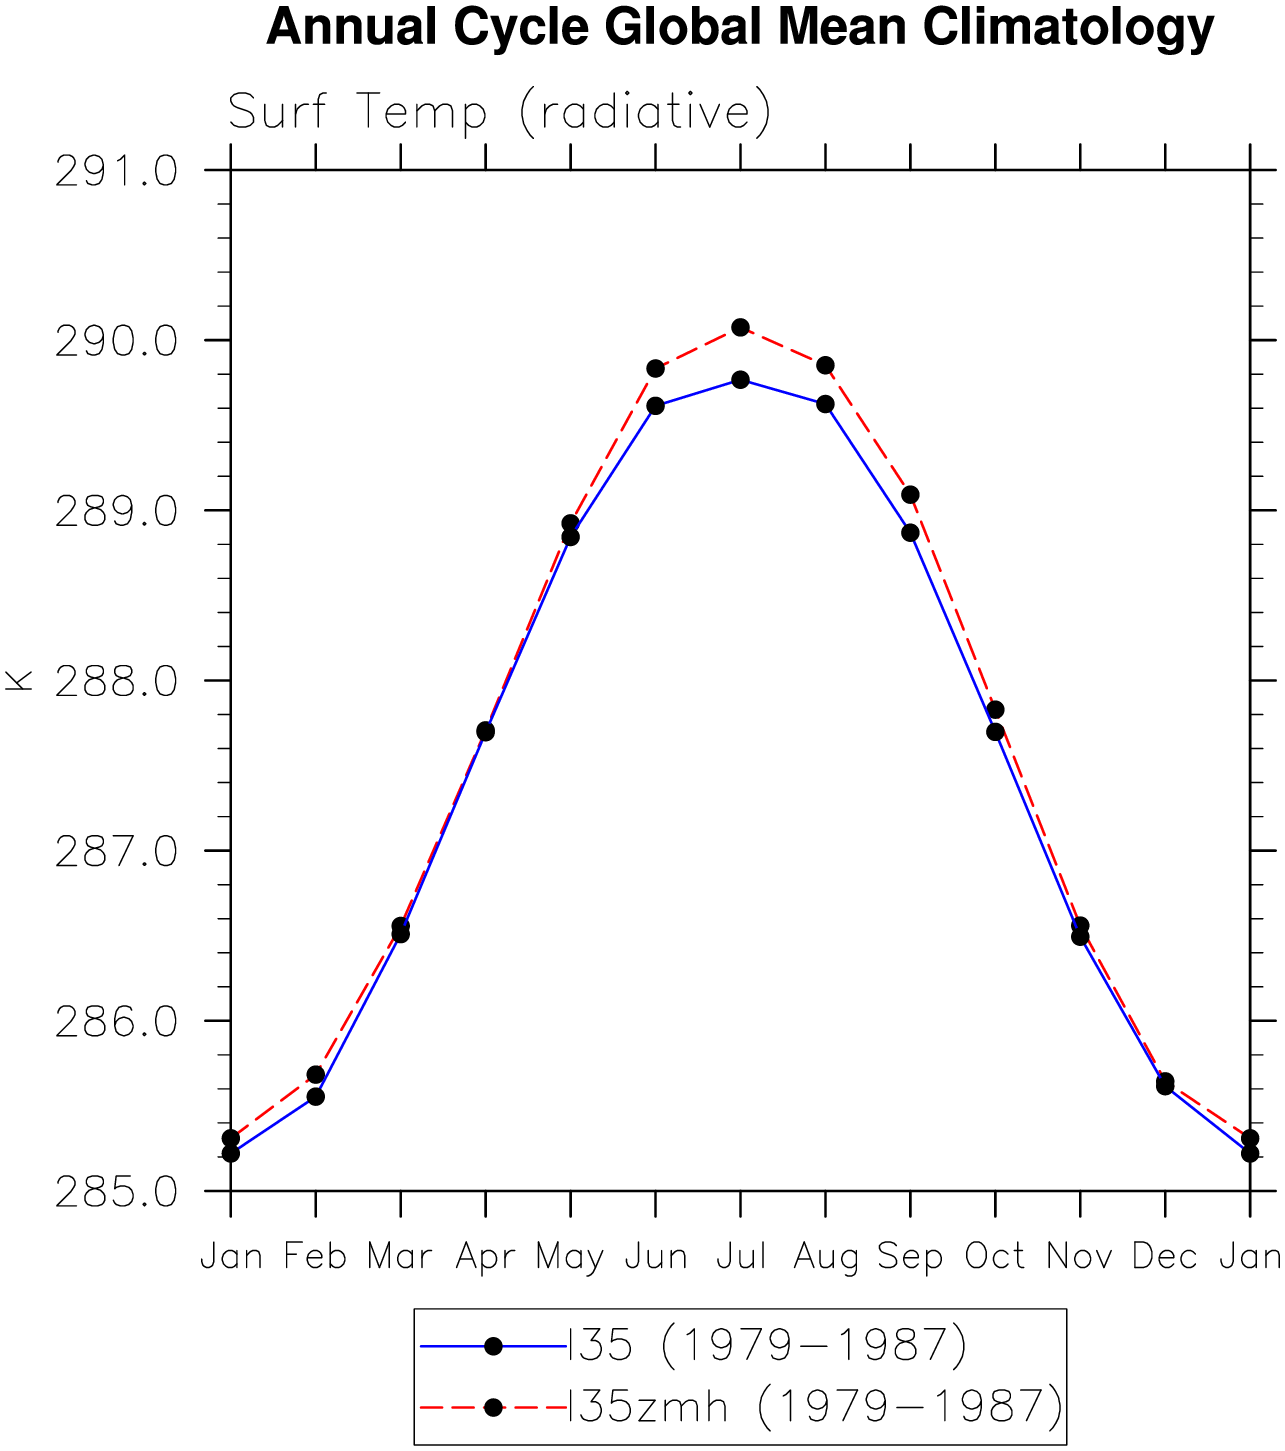 Annual Cycle Global Mean Climatology
Surf Temp (radiative)
291.0
290.0
289.0
288.0
287.0
286.0
285.0
K
Jan Feb Mar Apr May Jun Jul Aug Sep Oct Nov Dec Jan
I35 (1979-1987)
I35zmh (1979-1987)